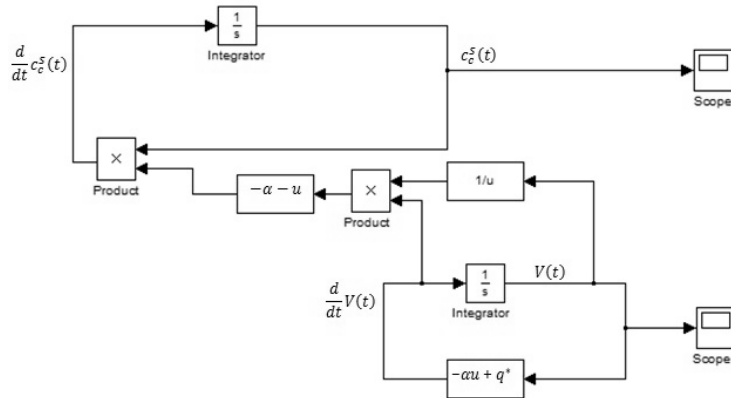 1
s
Integrator
d
dt
c_c^s(t)
c_c^s(t)
Scope
×
Product
−α − u
×
Product
1/u
d
dt
V(t)
1
s
Integrator
V(t)
Scope
−αu + q*